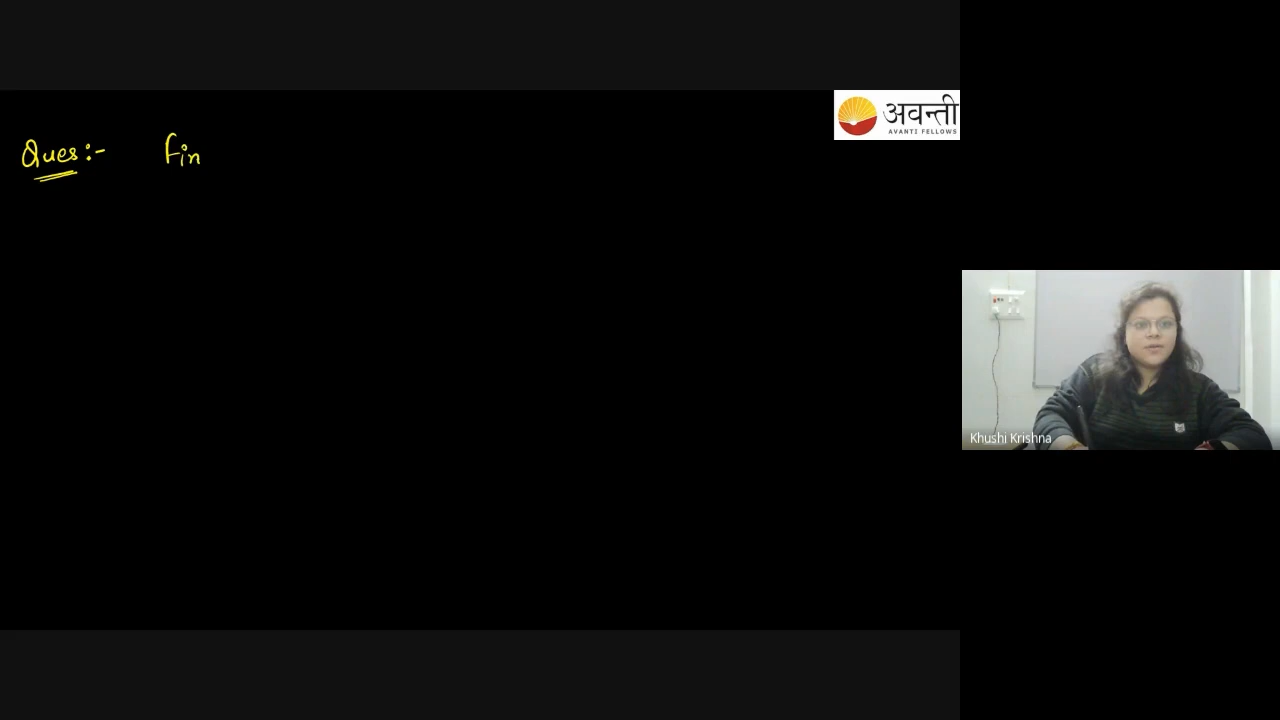 अवन्ती
AVANTI FELLOWS
Ques:- Fin
Khushi Krishna